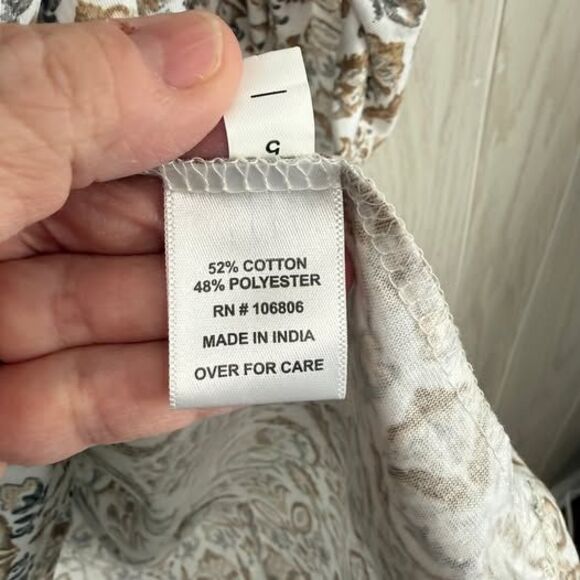 52% COTTON
48% POLYESTER
RN # 106806
MADE IN INDIA
OVER FOR CARE